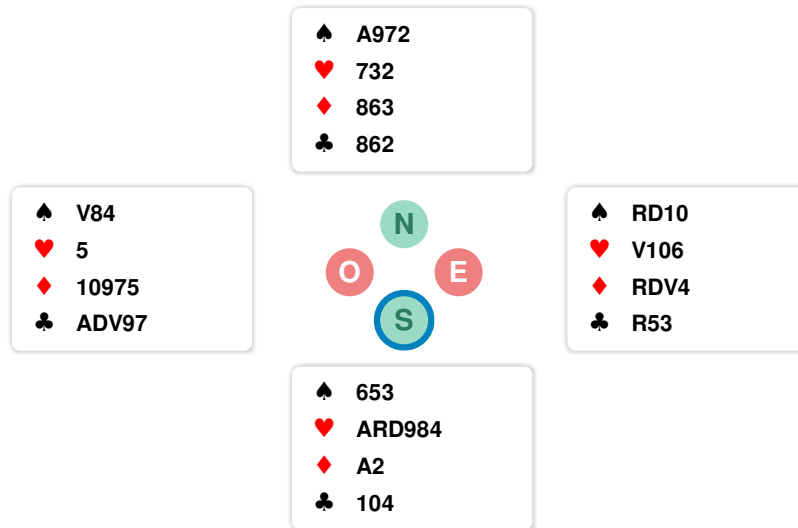 ♠ A972
♥ 732
♦ 863
♣ 862
♠ V84
♥ 5
♦ 10975
♣ ADV97
N
O E
S
♠ RD10
♥ V106
♦ RDV4
♣ R53
♠ 653
♥ ARD984
♦ A2
♣ 104